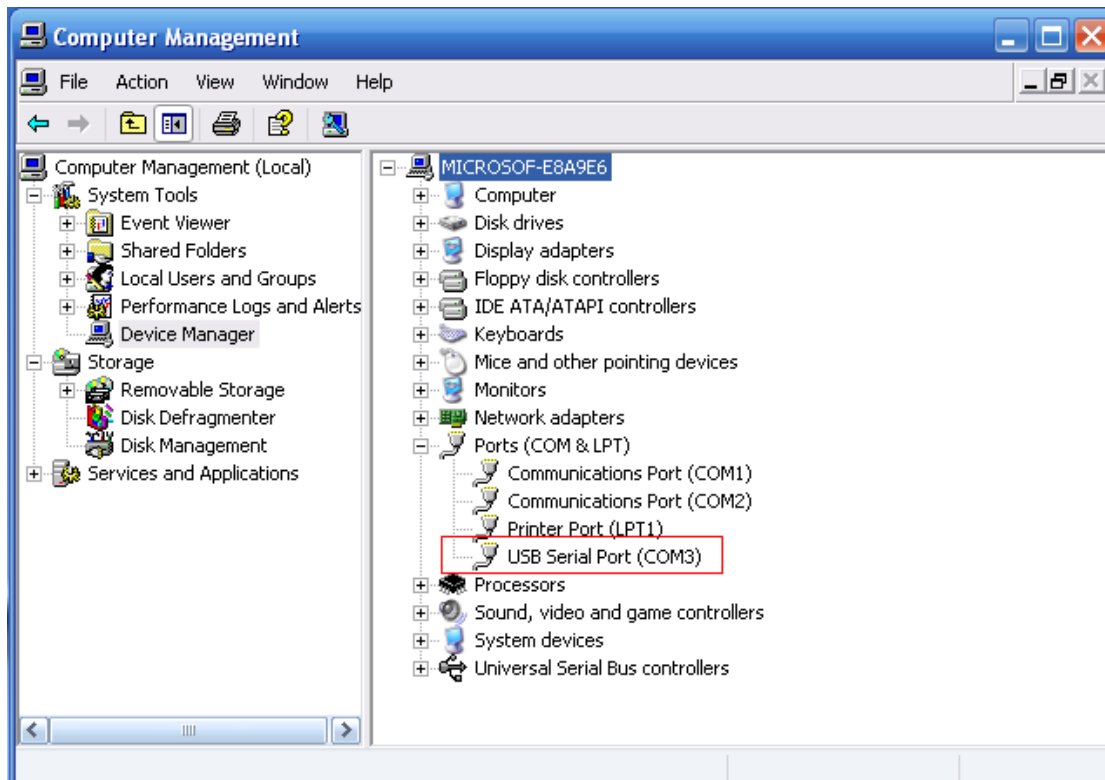 Computer Management
File Action View Window Help
Computer Management (Local)
System Tools
Event Viewer
Shared Folders
Local Users and Groups
Performance Logs and Alerts
Device Manager
Storage
Removable Storage
Disk Defragmenter
Disk Management
Services and Applications
MICROSOF-E8A9E6
Computer
Disk drives
Display adapters
Floppy disk controllers
IDE ATA/ATAPI controllers
Keyboards
Mice and other pointing devices
Monitors
Network adapters
Ports (COM & LPT)
Communications Port (COM1)
Communications Port (COM2)
Printer Port (LPT1)
USB Serial Port (COM3)
Processors
Sound, video and game controllers
System devices
Universal Serial Bus controllers